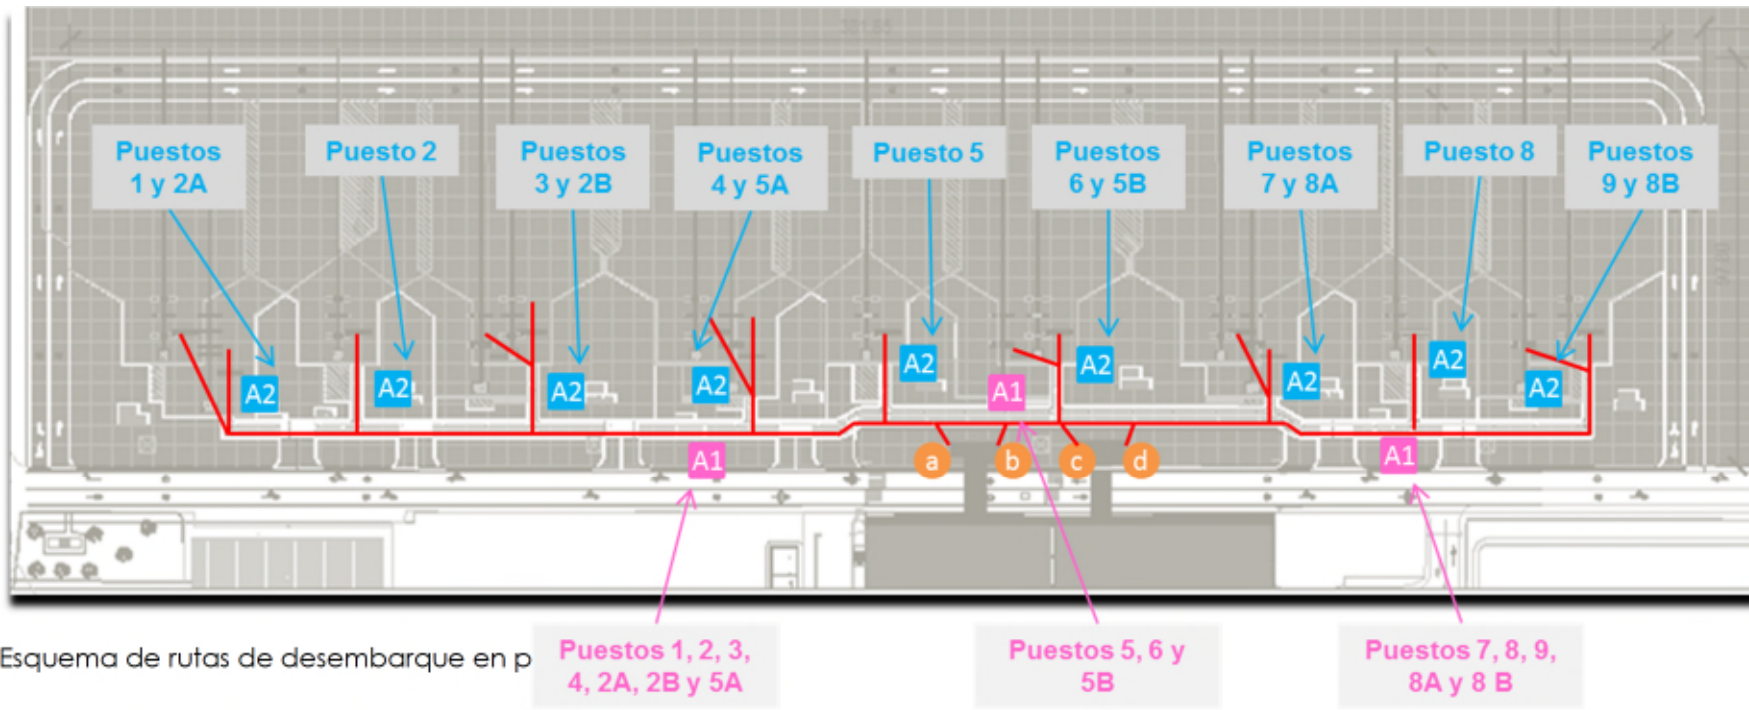 381.85
Puestos
1 y 2A
Puesto 2
Puestos
3 y 2B
Puestos
4 y 5A
Puesto 5
Puestos
6 y 5B
Puestos
7 y 8A
Puesto 8
Puestos
9 y 8B
A2
A2
A2
A2
A2
A1
A2
A2
A2
A2
A1
a
b
c
d
A1
Esquema de rutas de desembarque en p
Puestos 1, 2, 3,
4, 2A, 2B y 5A
Puestos 5, 6 y
5B
Puestos 7, 8, 9,
8A y 8 B